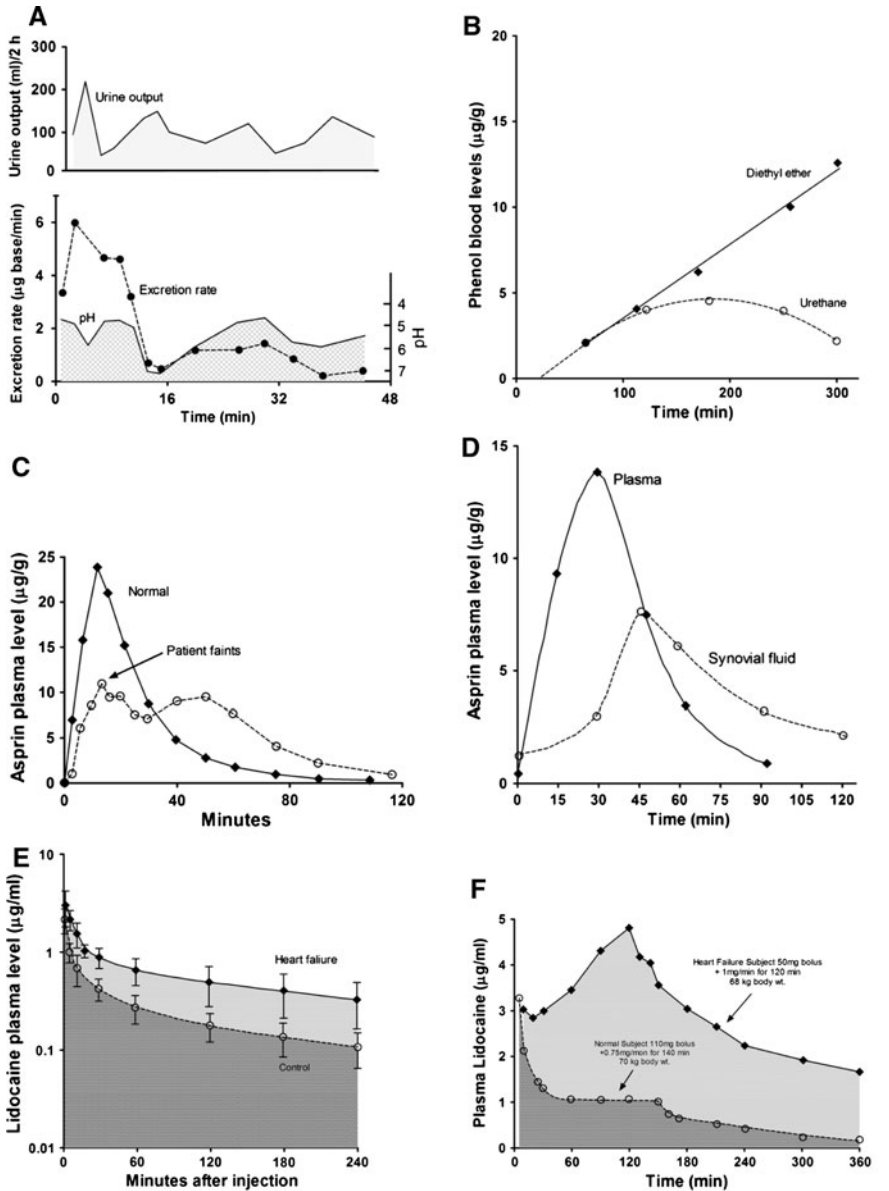 A
Urine output (ml)/2 h
300
200
100
0
Urine output
Excretion rate (µg base/min)
6
4
2
0
Excretion rate
pH
4
5
6
7
pH
0
16
32
48
Time (min)
B
Phenol blood levels (µg/g)
20
15
10
5
0
Diethyl ether
Urethane
0
100
200
300
Time (min)
C
Asprin plasma level (µg/g)
25
20
15
10
5
0
Normal
Patient faints
0
40
80
120
Minutes
D
Asprin plasma level (µg/g)
15
10
5
0
Plasma
Synovial fluid
0
15
30
45
60
75
90
105
120
Time (min)
E
Lidocaine plasma level (µg/ml)
10
1
0.1
0.01
Heart faliure
Control
0
60
120
180
240
Minutes after injection
F
Plasma Lidocaine (µg/ml)
5
4
3
2
1
0
Heart Failure Subject 50mg bolus
+ 1mg/min for 120 min
68 kg body wt.
Normal Subject 110mg bolus
+0.75mg/mon for 140 min
70 kg body wt.
0
60
120
180
240
300
360
Time (min)